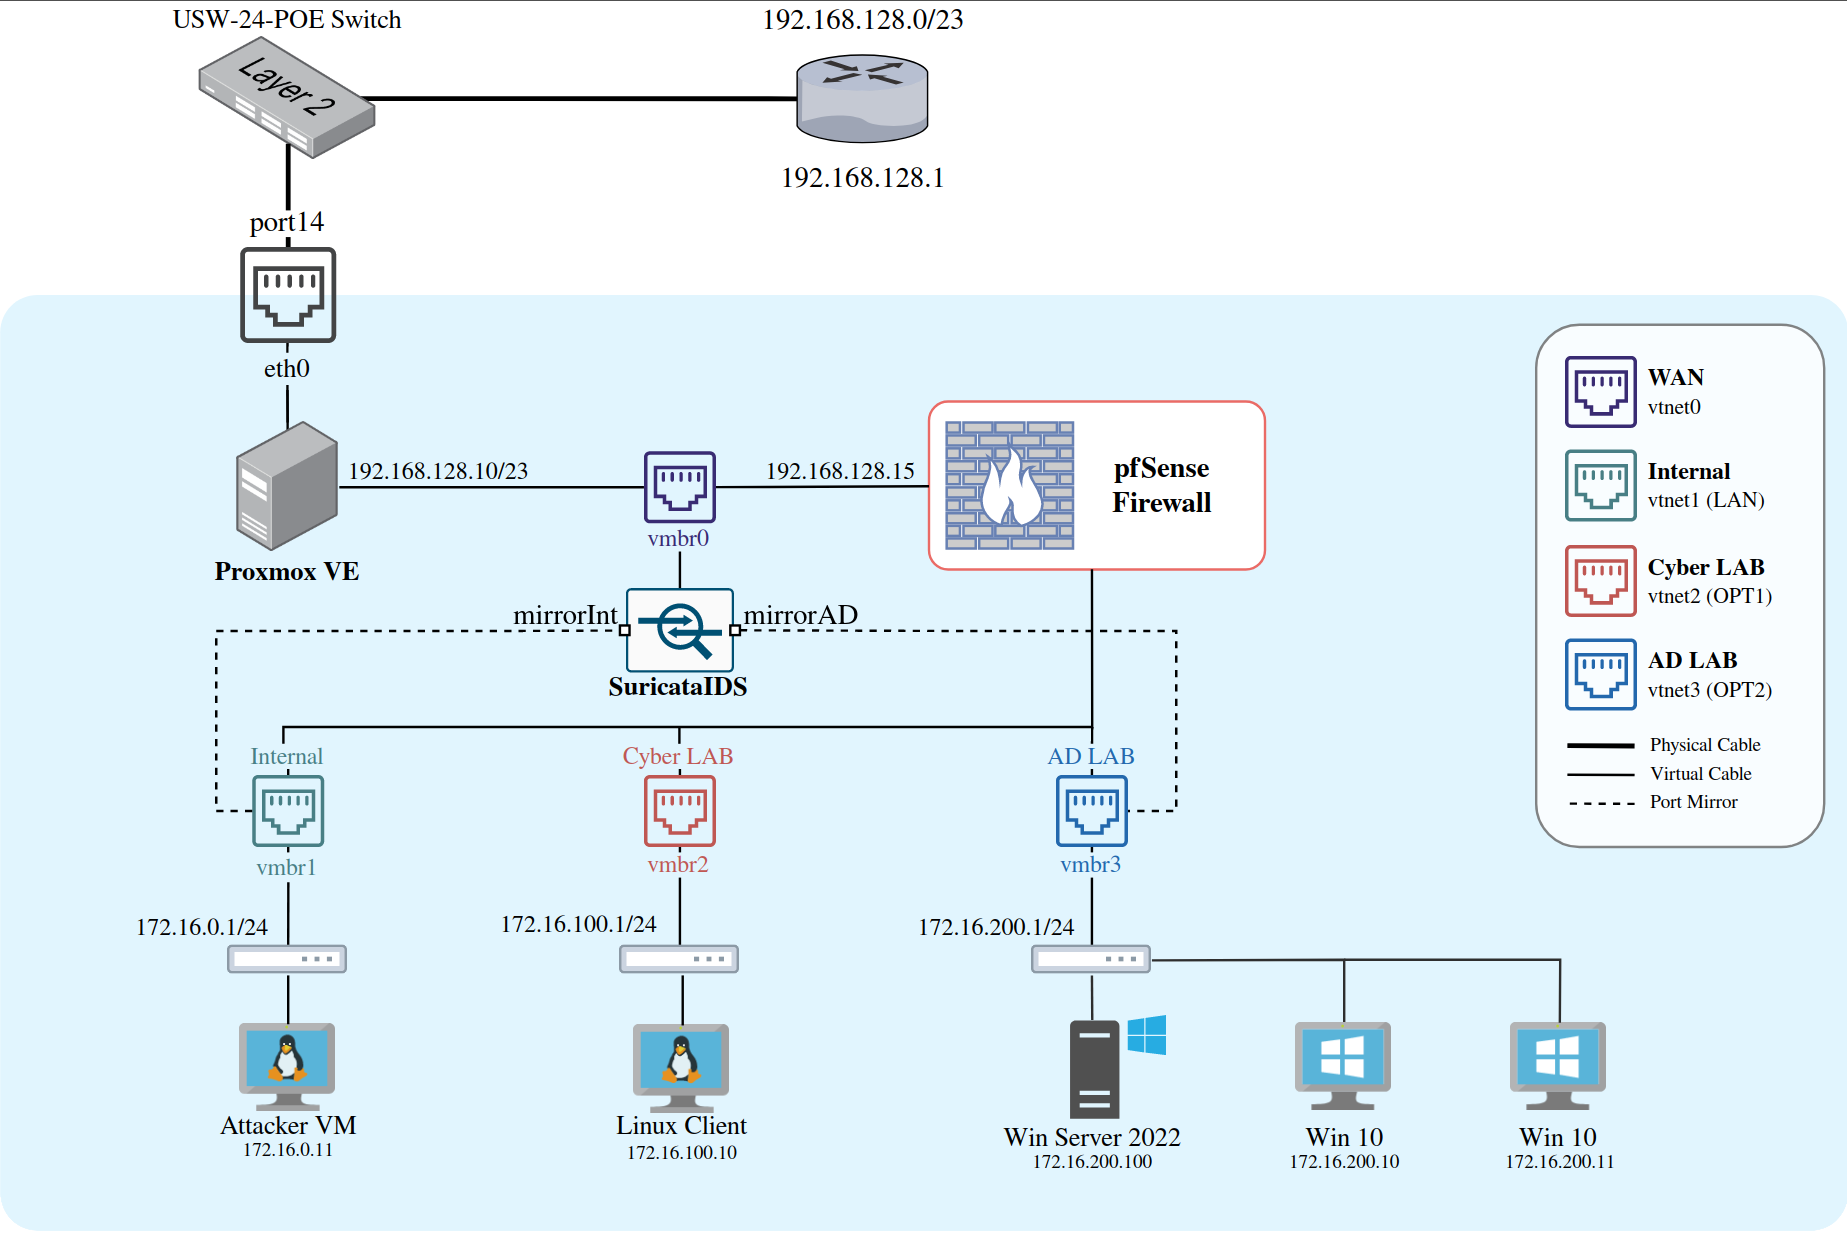 USW-24-POE Switch
192.168.128.0/23
Layer 2
192.168.128.1
port14
eth0
WAN
vtnet0
192.168.128.10/23
192.168.128.15
pfSense
Firewall
Internal
vtnet1 (LAN)
vmbr0
Proxmox VE
Cyber LAB
vtnet2 (OPT1)
mirrorInt
mirrorAD
SuricataIDS
AD LAB
vtnet3 (OPT2)
Physical Cable
Virtual Cable
Port Mirror
Internal
Cyber LAB
AD LAB
vmbr1
vmbr2
vmbr3
172.16.0.1/24
172.16.100.1/24
172.16.200.1/24
Attacker VM
172.16.0.11
Linux Client
172.16.100.10
Win Server 2022
172.16.200.100
Win 10
172.16.200.10
Win 10
172.16.200.11